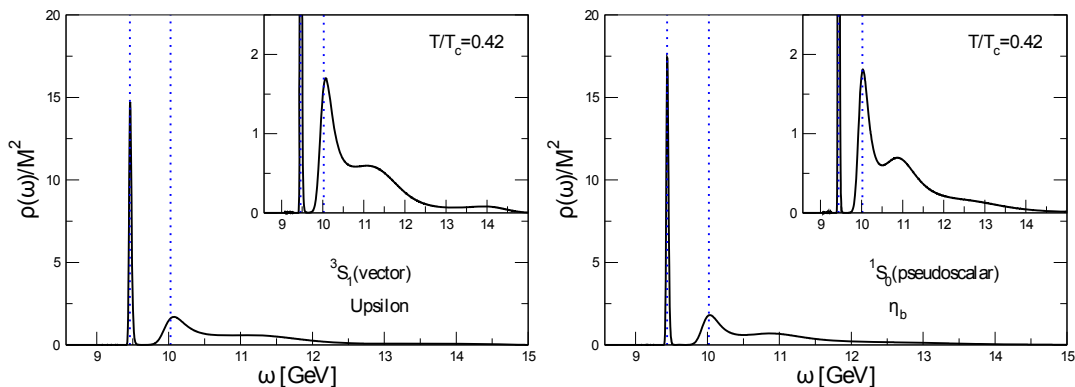 20
15
10
5
0
ρ(ω)/M²
9 10 11 12 13 14 15
ω [GeV]
2
1
0
9 10 11 12 13 14
T/T_c=0.42
³S₁(vector)
Upsilon
20
15
10
5
0
ρ(ω)/M²
9 10 11 12 13 14 15
ω [GeV]
2
1
0
9 10 11 12 13 14
T/T_c=0.42
¹S₀(pseudoscalar)
η_b